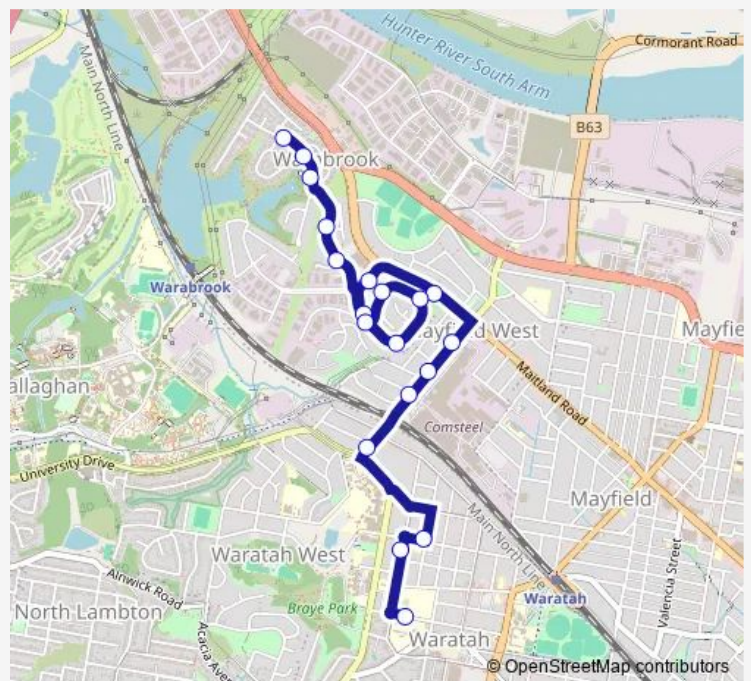 Hunter River South Arm
Cormorant Road
Main North Line
B63
Warabrook
Warabrook
Mayfield West
Mayfie
allaghan
Maitland Road
Comsteel
University Drive
Mayfield
Main North Line
Waratah West
Alnwick Road
Valencia Street
Waratah
Braye Park
North Lambton
Acacia Ave
Waratah
© OpenStreetMap contributors